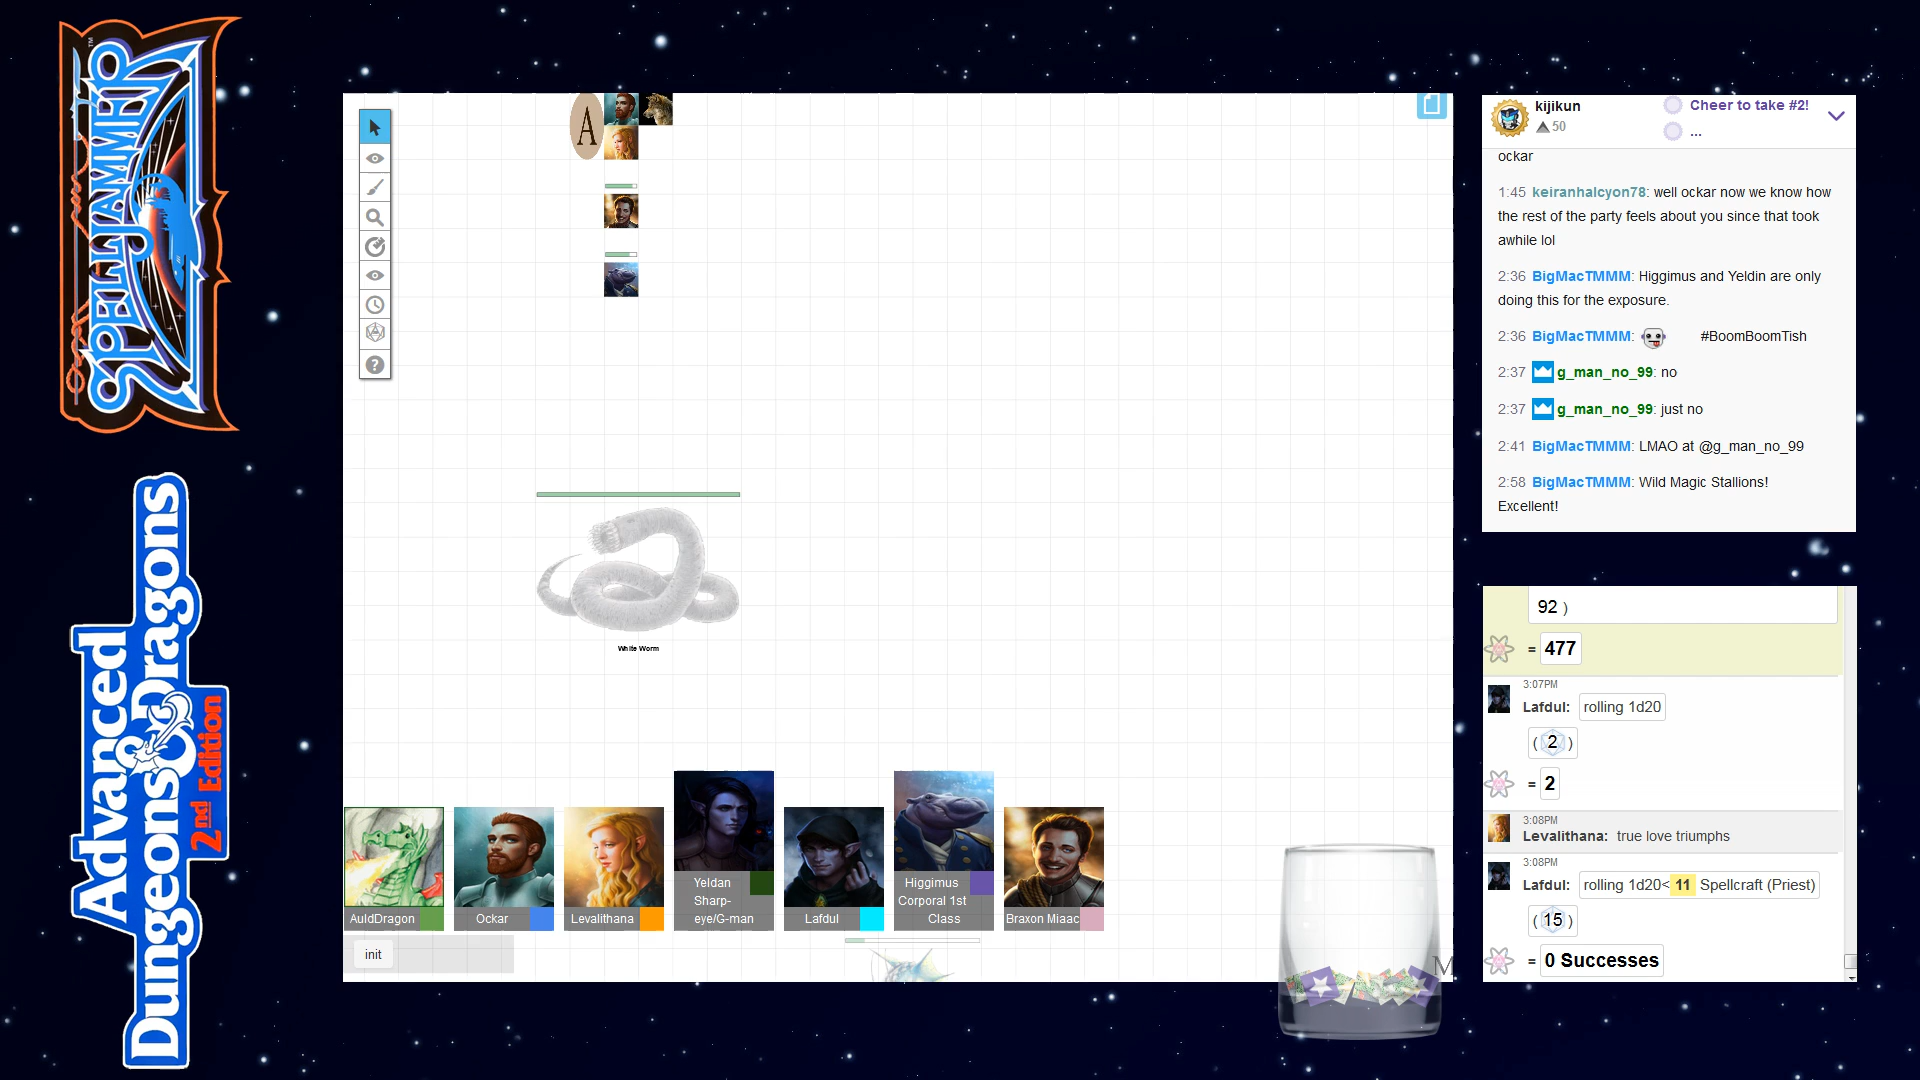 SPELLJAMMER
TM
Advanced
Dungeons & Dragons
2nd Edition
A
White Worm
AuldDragon
Ockar
Levalithana
Yeldan
Sharp-
eye/G-man
Lafdul
Higgimus
Corporal 1st
Class
Braxon Miaac
init
M
kijikun
50
Cheer to take #2!
...
ockar
1:45 keiranhalcyon78: well ockar now we know how
the rest of the party feels about you since that took
awhile lol
2:36 BigMacTMMM: Higgimus and Yeldin are only
doing this for the exposure.
2:36 BigMacTMMM: #BoomBoomTish
2:37 g_man_no_99: no
2:37 g_man_no_99: just no
2:41 BigMacTMMM: LMAO at @g_man_no_99
2:58 BigMacTMMM: Wild Magic Stallions!
Excellent!
92 )
= 477
3:07PM
Lafdul: rolling 1d20
( 2 )
= 2
3:08PM
Levalithana: true love triumphs
3:08PM
Lafdul: rolling 1d20< 11 Spellcraft (Priest)
( 15 )
= 0 Successes